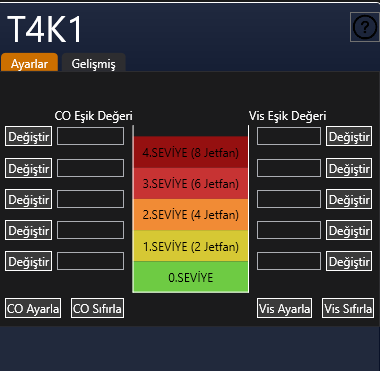 T4K1
?
Ayarlar Gelişmiş
CO Eşik Değeri Vis Eşik Değeri
Değiştir Değiştir
4.SEVİYE (8 Jetfan)
Değiştir Değiştir
3.SEVİYE (6 Jetfan)
Değiştir Değiştir
2.SEVİYE (4 Jetfan)
Değiştir Değiştir
1.SEVİYE (2 Jetfan)
Değiştir Değiştir
0.SEVİYE
CO Ayarla CO Sıfırla Vis Ayarla Vis Sıfırla